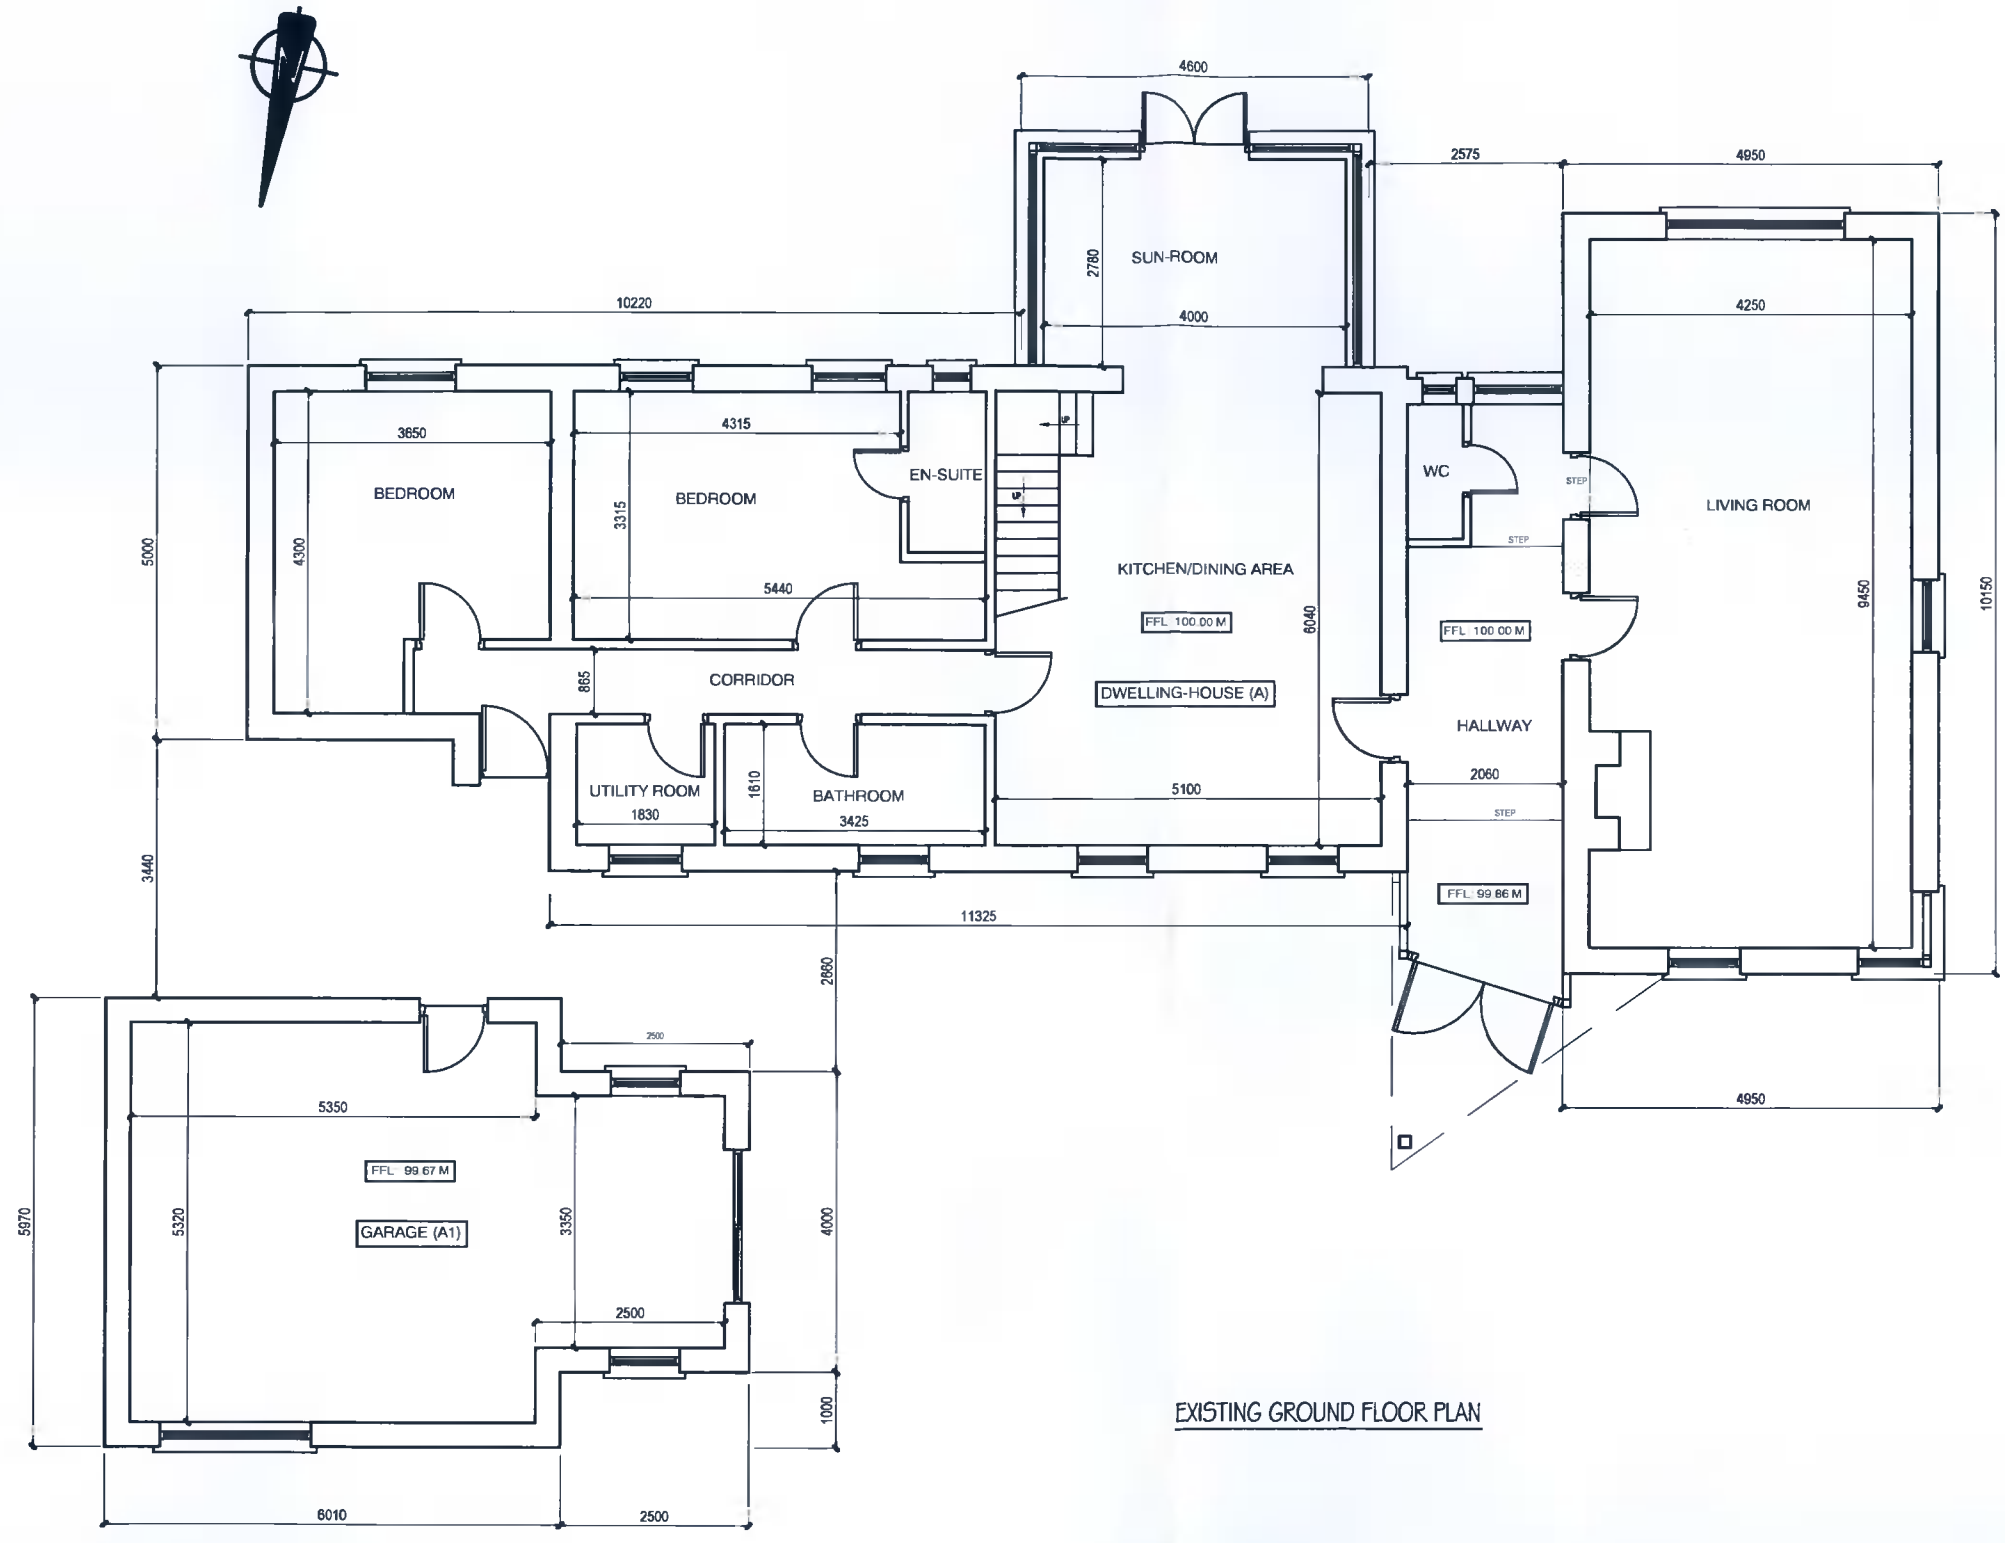 4600
2575
4950
SUN-ROOM
2780
4000
10220
4250
3650
4315
UP
BEDROOM
BEDROOM
EN-SUITE
UP
WC
STEP
LIVING ROOM
5000
4300
3315
STEP
KITCHEN/DINING AREA
5440
FFL 100.00 M
6040
FFL 100 00 M
9450
10150
CORRIDOR
865
DWELLING-HOUSE (A)
HALLWAY
2060
UTILITY ROOM
1830
1610
BATHROOM
3425
5100
STEP
3440
FFL 99.86 M
11325
2660
2500
5350
4950
FFL 99 67 M
5970
5320
GARAGE (A1)
3350
4000
2500
1000
EXISTING GROUND FLOOR PLAN
6010
2500